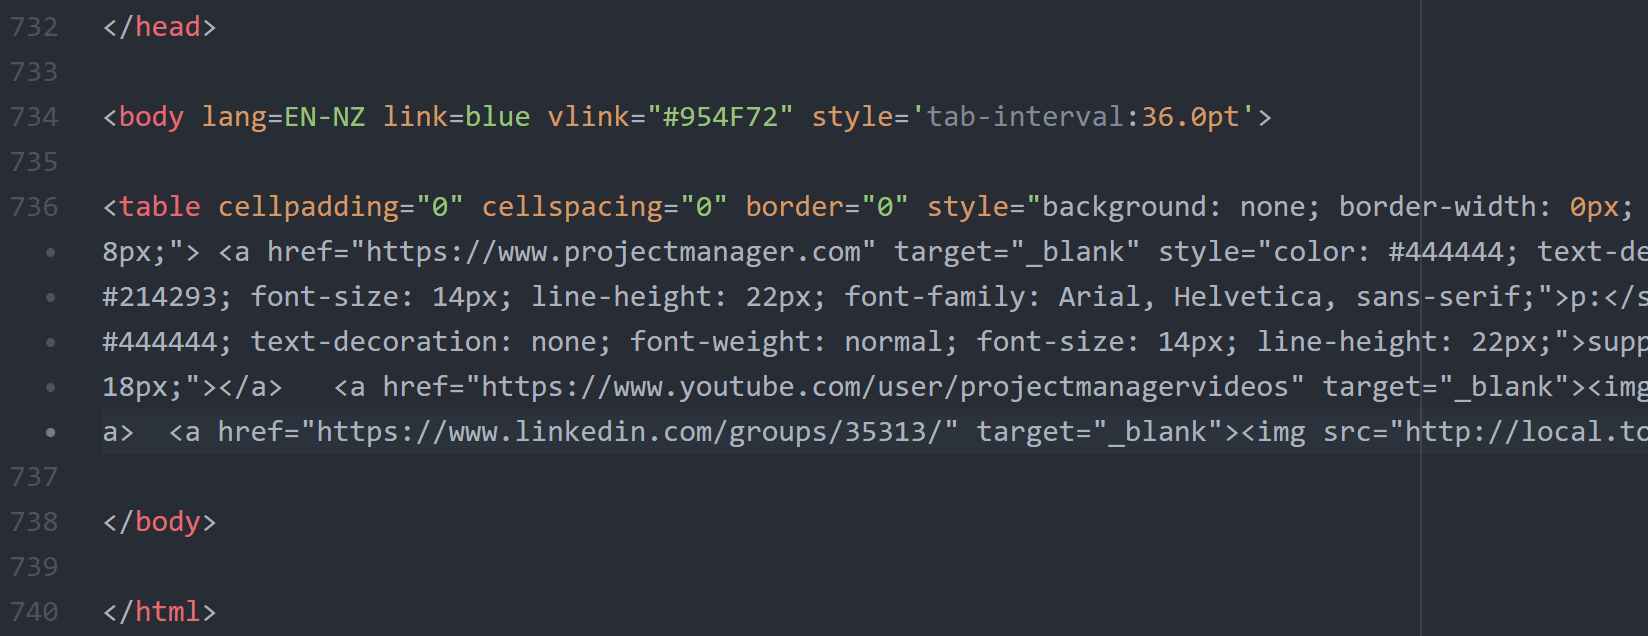 732 </head>
733
734 <body lang=EN-NZ link=blue vlink="#954F72" style='tab-interval:36.0pt'>
735
736 <table cellpadding="0" cellspacing="0" border="0" style="background: none; border-width: 0px;
• 8px;"> <a href="https://www.projectmanager.com" target="_blank" style="color: #444444; text-de
• #214293; font-size: 14px; line-height: 22px; font-family: Arial, Helvetica, sans-serif;">p:</s
• #444444; text-decoration: none; font-weight: normal; font-size: 14px; line-height: 22px;">supp
• 18px;"></a>   <a href="https://www.youtube.com/user/projectmanagervideos" target="_blank"><img
• a>  <a href="https://www.linkedin.com/groups/35313/" target="_blank"><img src="http://local.to
737
738 </body>
739
740 </html>